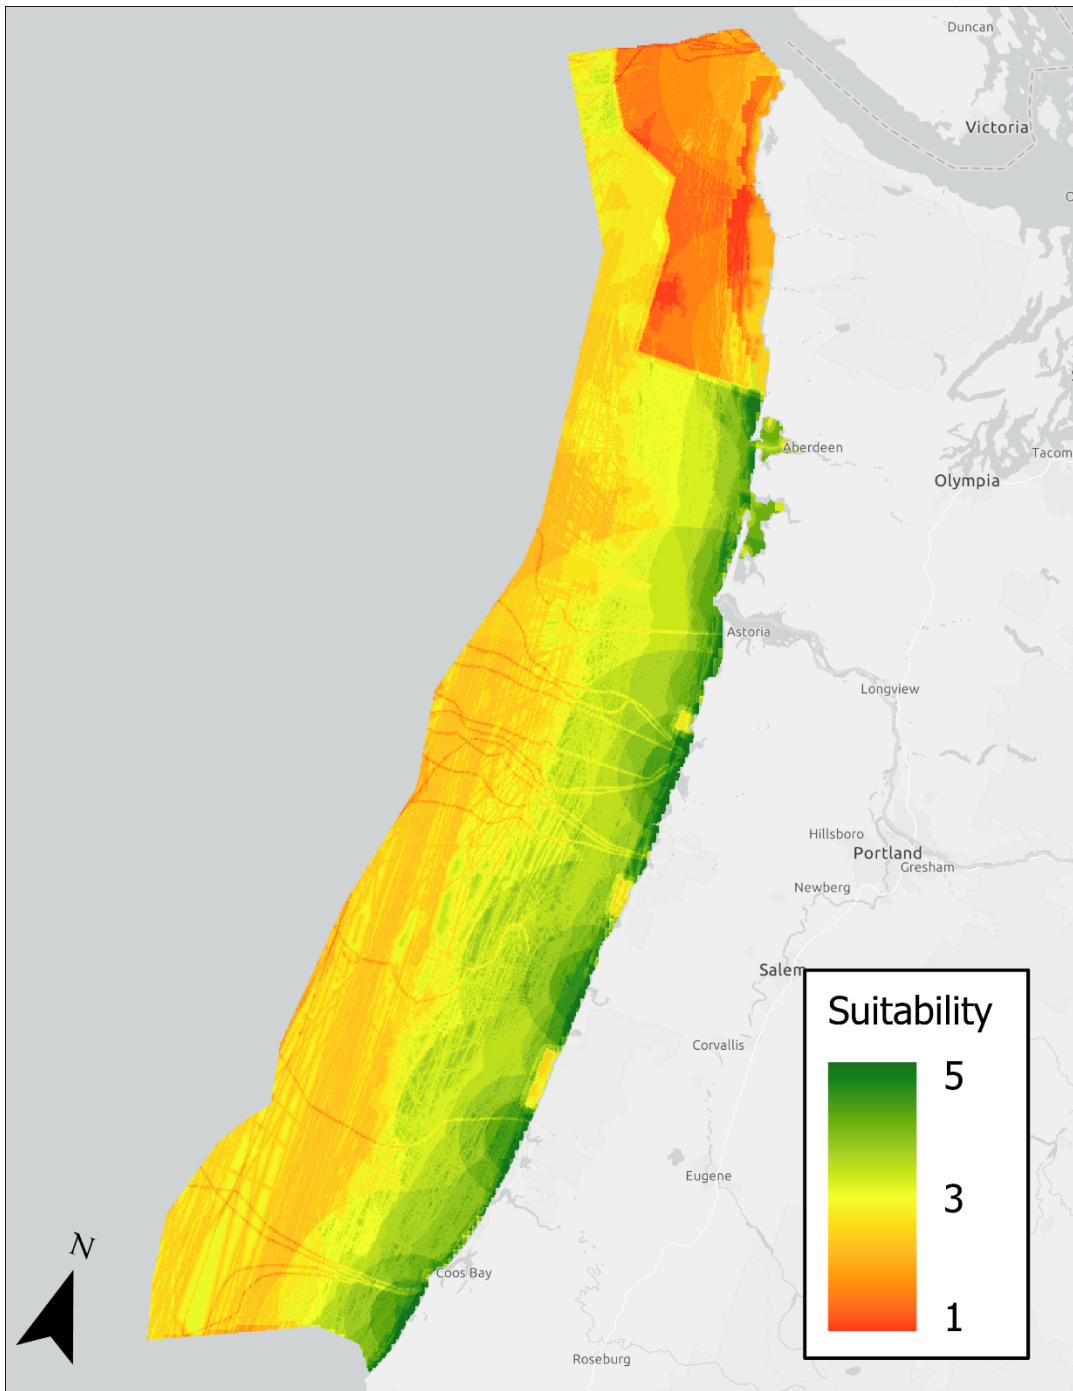 Duncan
Victoria
Aberdeen
Tacom
Olympia
Astoria
Longview
Hillsboro
Portland
Gresham
Newberg
Salem
Suitability
5
Corvallis
Eugene
3
N
Coos Bay
1
Roseburg